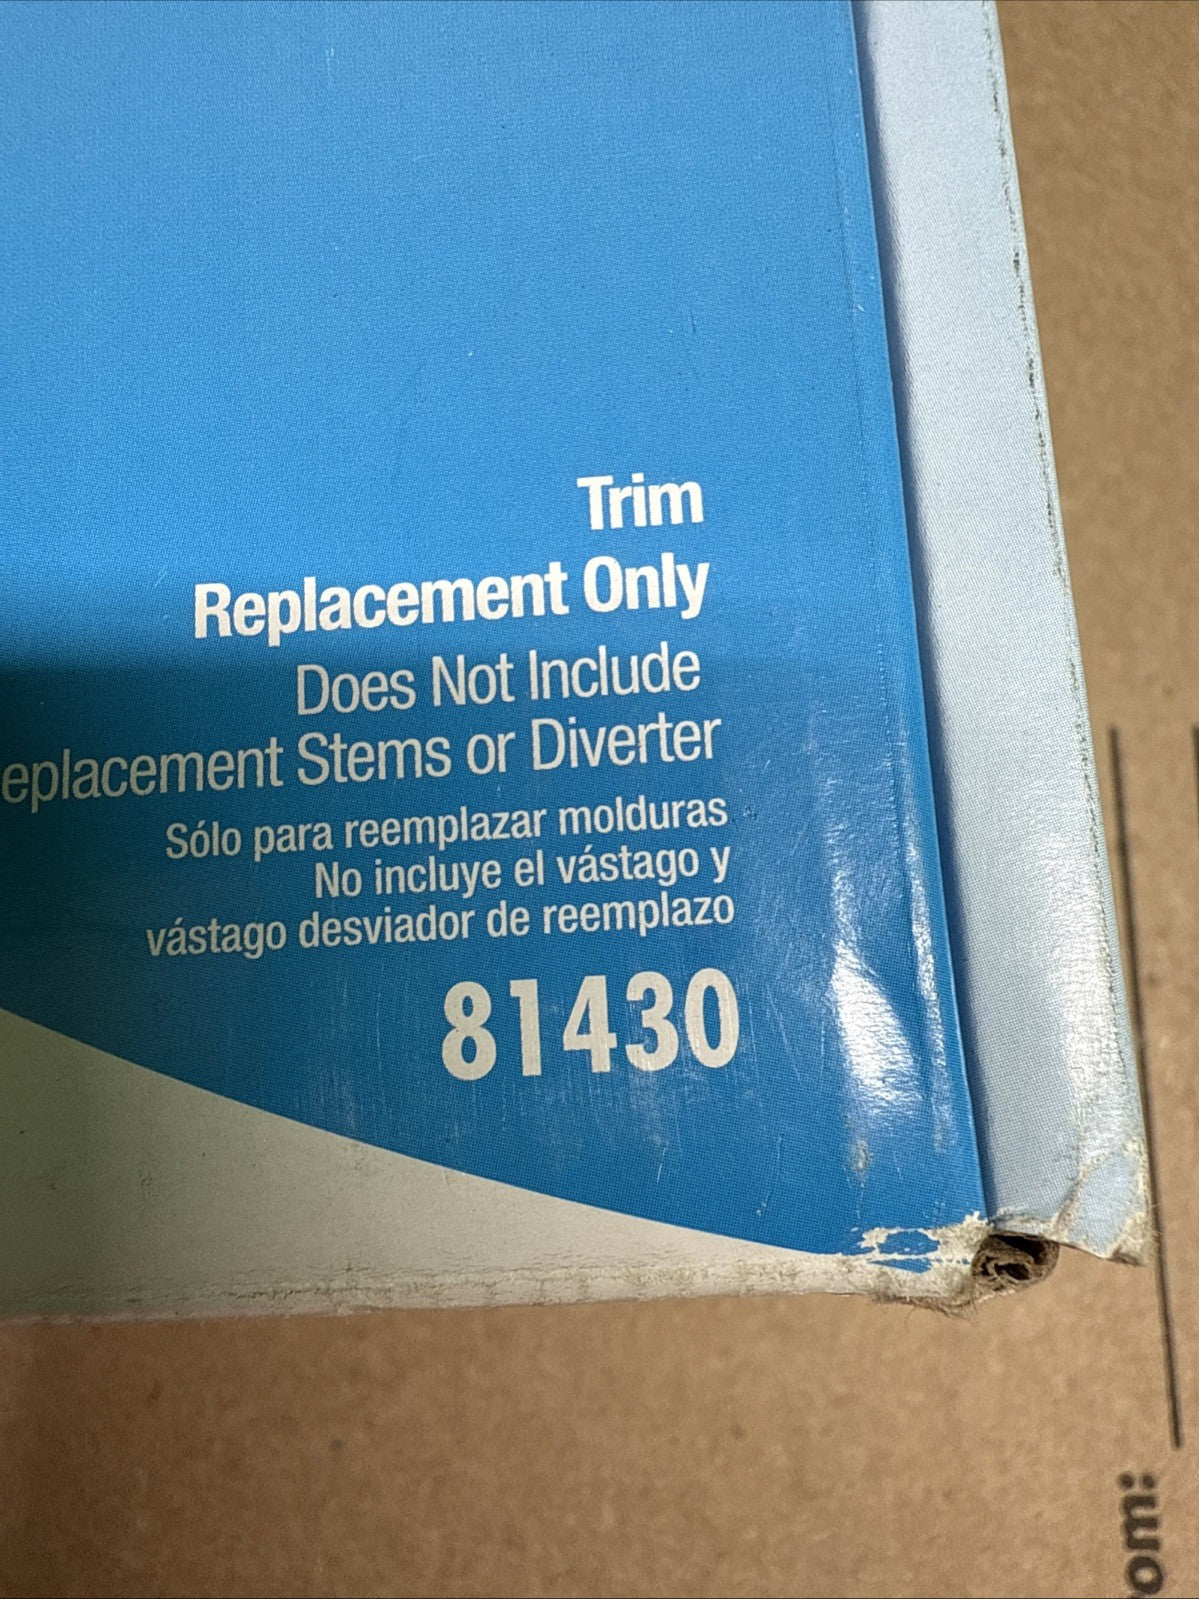 Trim
Replacement Only
Does Not Include
eplacement Stems or Diverter
Sólo para reemplazar molduras
No incluye el vástago y
vástago desviador de reemplazo
81430
om: